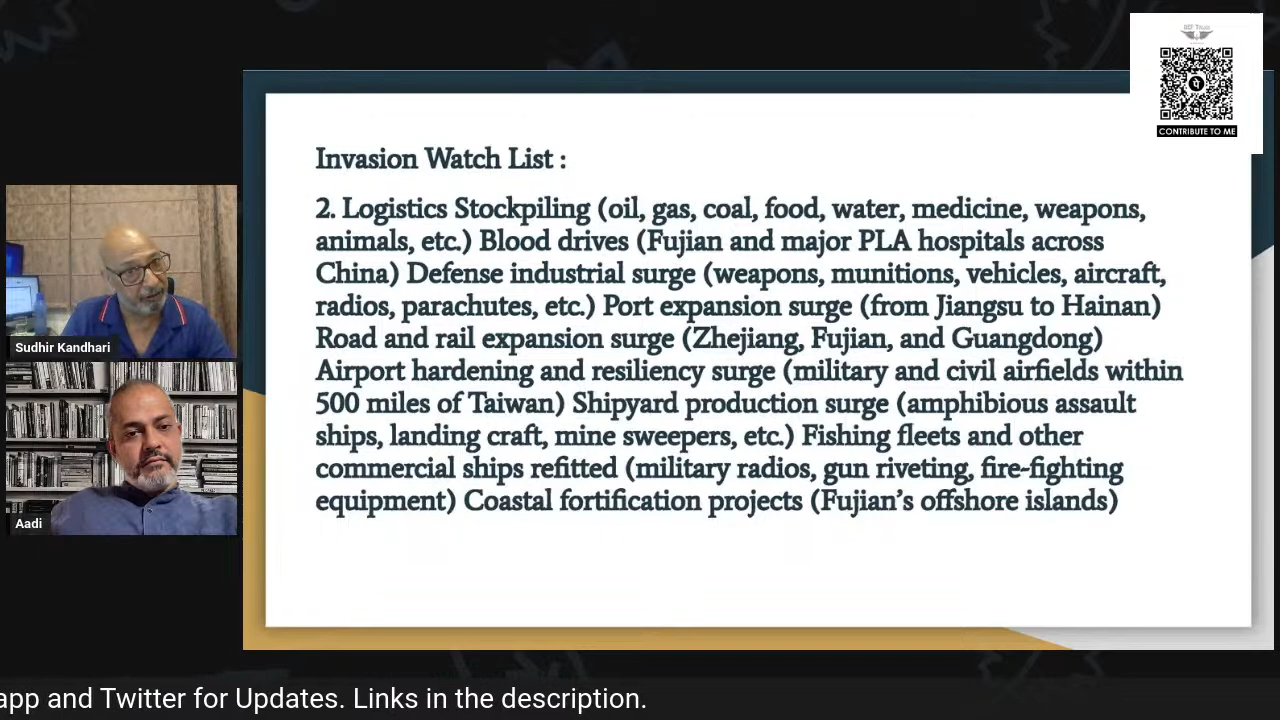 CONTRIBUTE TO ME
Invasion Watch List :
2. Logistics Stockpiling (oil, gas, coal, food, water, medicine, weapons,
animals, etc.) Blood drives (Fujian and major PLA hospitals across
China) Defense industrial surge (weapons, munitions, vehicles, aircraft,
radios, parachutes, etc.) Port expansion surge (from Jiangsu to Hainan)
Road and rail expansion surge (Zhejiang, Fujian, and Guangdong)
Airport hardening and resiliency surge (military and civil airfields within
500 miles of Taiwan) Shipyard production surge (amphibious assault
ships, landing craft, mine sweepers, etc.) Fishing fleets and other
commercial ships refitted (military radios, gun riveting, fire-fighting
equipment) Coastal fortification projects (Fujian’s offshore islands)
Sudhir Kandhari
Aadi
app and Twitter for Updates. Links in the description.